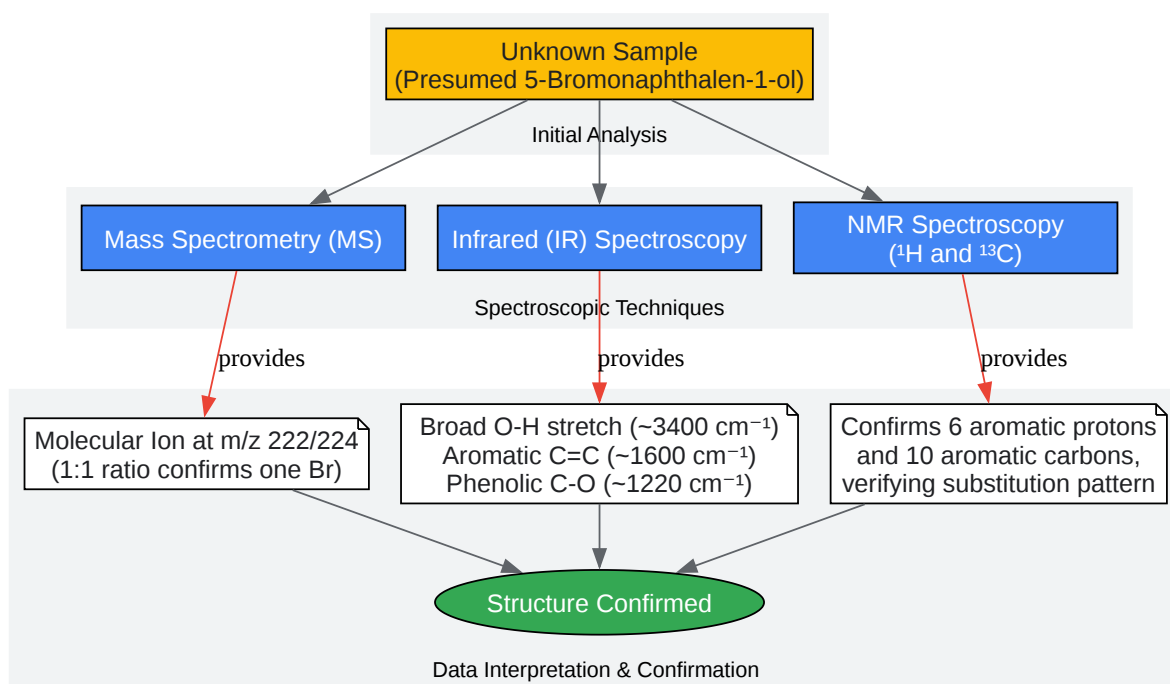 Unknown Sample
(Presumed 5-Bromonaphthalen-1-ol)
Initial Analysis
Mass Spectrometry (MS)
Infrared (IR) Spectroscopy
NMR Spectroscopy
(¹H and ¹³C)
Spectroscopic Techniques
provides
provides
provides
Molecular Ion at m/z 222/224
(1:1 ratio confirms one Br)
Broad O-H stretch (~3400 cm⁻¹)
Aromatic C=C (~1600 cm⁻¹)
Phenolic C-O (~1220 cm⁻¹)
Confirms 6 aromatic protons
and 10 aromatic carbons,
verifying substitution pattern
Structure Confirmed
Data Interpretation & Confirmation